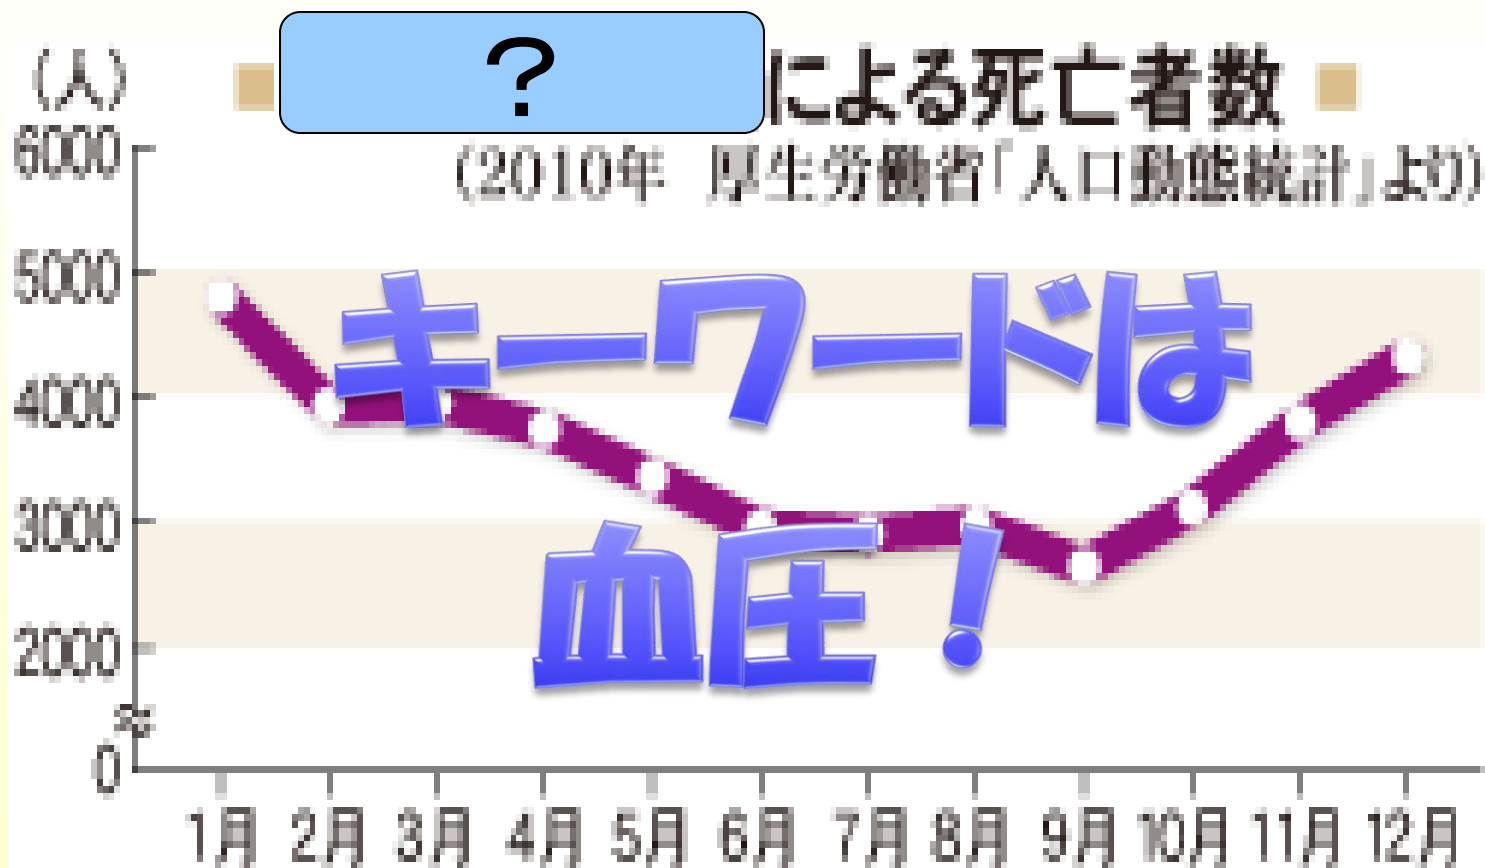 (人)
■ ? による死亡者数 ■
(2010年 厚生労働省「人口動態統計」より)
6000
5000
4000
3000
2000
0
キーワードは
血圧！
1月 2月 3月 4月 5月 6月 7月 8月 9月 10月 11月 12月